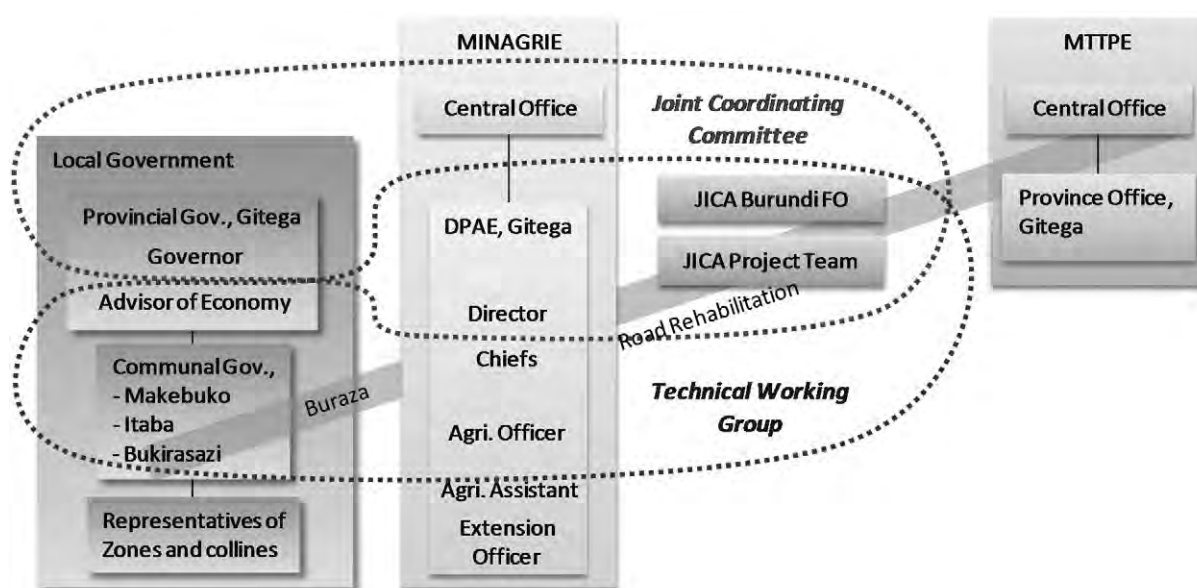 MINAGRIE
MTTPE
Central Office
Joint Coordinating
Committee
Central Office
Local Government
Provincial Gov., Gitega
Governor
Advisor of Economy
DPAE, Gitega
JICA Burundi FO
Province Office,
Gitega
JICA Project Team
Director
Road Rehabilitation
Communal Gov.,
- Makebuko
- Itaba
- Bukirasazi
Buraza
Chiefs
Technical Working
Group
Agri. Officer
Agri. Assistant
Extension
Officer
Representatives of
Zones and collines